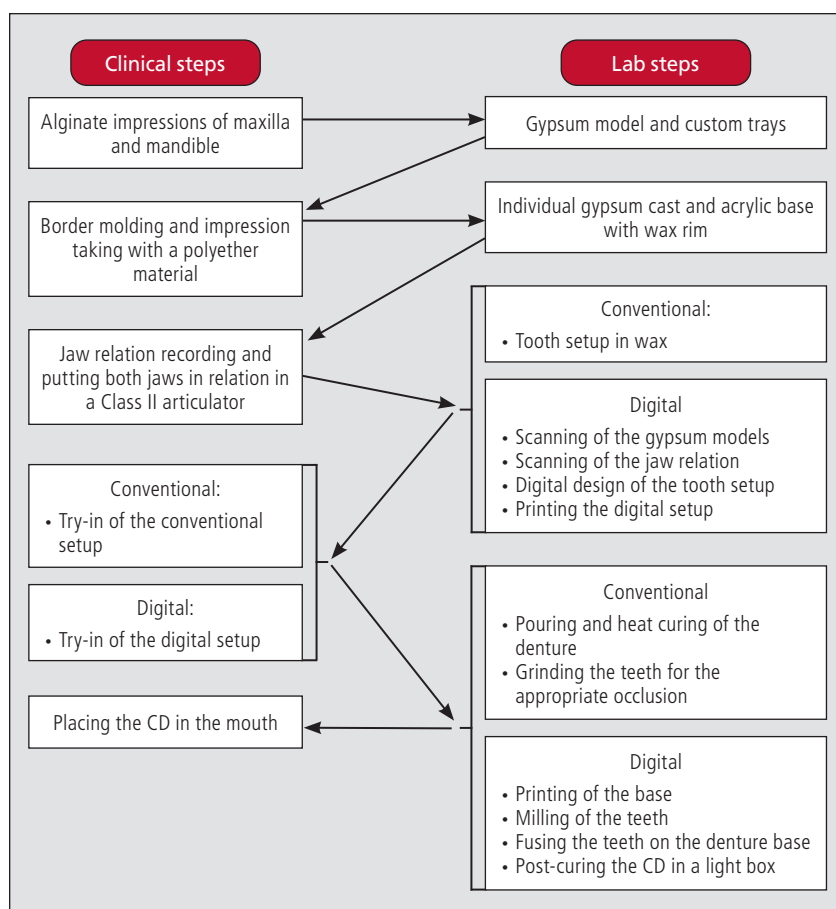 Clinical steps
Lab steps
Alginate impressions of maxilla
and mandible
Gypsum model and custom trays
Border molding and impression
taking with a polyether
material
Individual gypsum cast and acrylic base
with wax rim
Jaw relation recording and
putting both jaws in relation in
a Class II articulator
Conventional:
• Tooth setup in wax
Digital
• Scanning of the gypsum models
• Scanning of the jaw relation
• Digital design of the tooth setup
• Printing the digital setup
Conventional:
• Try-in of the conventional
setup
Digital:
• Try-in of the digital setup
Conventional
• Pouring and heat curing of the
denture
• Grinding the teeth for the
appropriate occlusion
Digital
• Printing of the base
• Milling of the teeth
• Fusing the teeth on the denture base
• Post-curing the CD in a light box
Placing the CD in the mouth